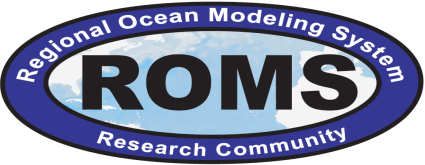 Regional Ocean Modeling System
ROMS
Research Community